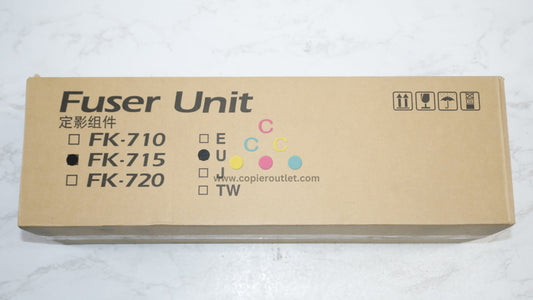 Fuser Unit
定影组件
FK-710
FK-715
FK-720
E
U
J
TW
C
C C
www.copieroutlet.com